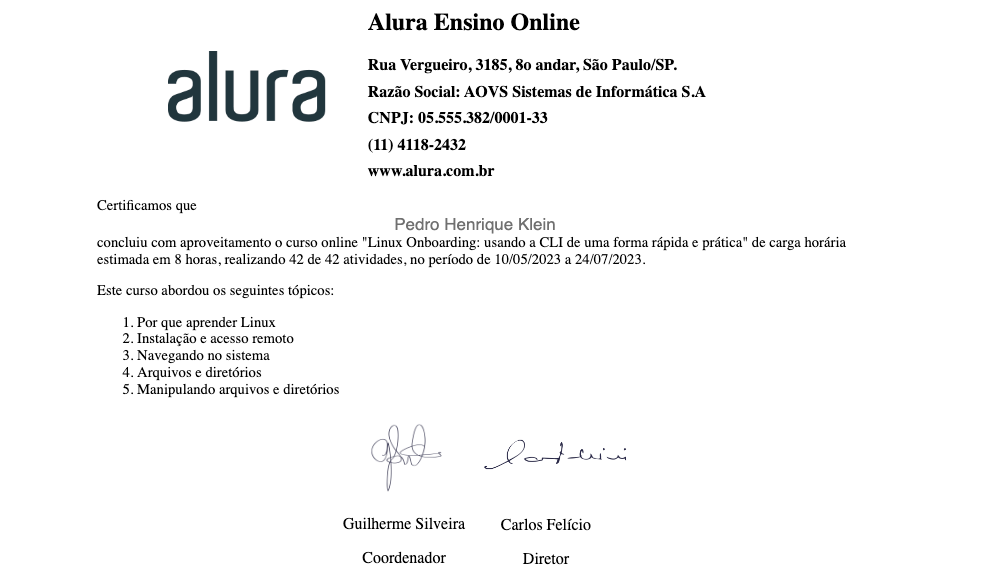 Alura Ensino Online
alura
Rua Vergueiro, 3185, 8o andar, São Paulo/SP.
Razão Social: AOVS Sistemas de Informática S.A
CNPJ: 05.555.382/0001-33
(11) 4118-2432
www.alura.com.br
Certificamos que
Pedro Henrique Klein
concluiu com aproveitamento o curso online "Linux Onboarding: usando a CLI de uma forma rápida e prática" de carga horária
estimada em 8 horas, realizando 42 de 42 atividades, no período de 10/05/2023 a 24/07/2023.
Este curso abordou os seguintes tópicos:
1. Por que aprender Linux
2. Instalação e acesso remoto
3. Navegando no sistema
4. Arquivos e diretórios
5. Manipulando arquivos e diretórios
Guilherme Silveira
Carlos Felício
Coordenador
Diretor